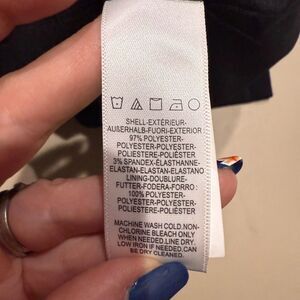 SHELL-EXTÉRIEUR-
AUßERHALB-FUORI-EXTERIOR
97% POLYESTER-
POLYESTER-POLYESTER-
POLIESTERE-POLIÉSTER
3% SPANDEX-ÉLASTHANNE-
ELASTAN-ELASTAN-ELASTANO
LINING-DOUBLURE-
FUTTER-FODERA-FORRO:
100% POLYESTER-
POLYESTER-POLYESTER-
POLIESTERE-POLIÉSTER
MACHINE WASH COLD.NON-
CHLORINE BLEACH ONLY
WHEN NEEDED.LINE DRY.
LOW IRON IF NEEDED.CAN
BE DRY CLEANED.